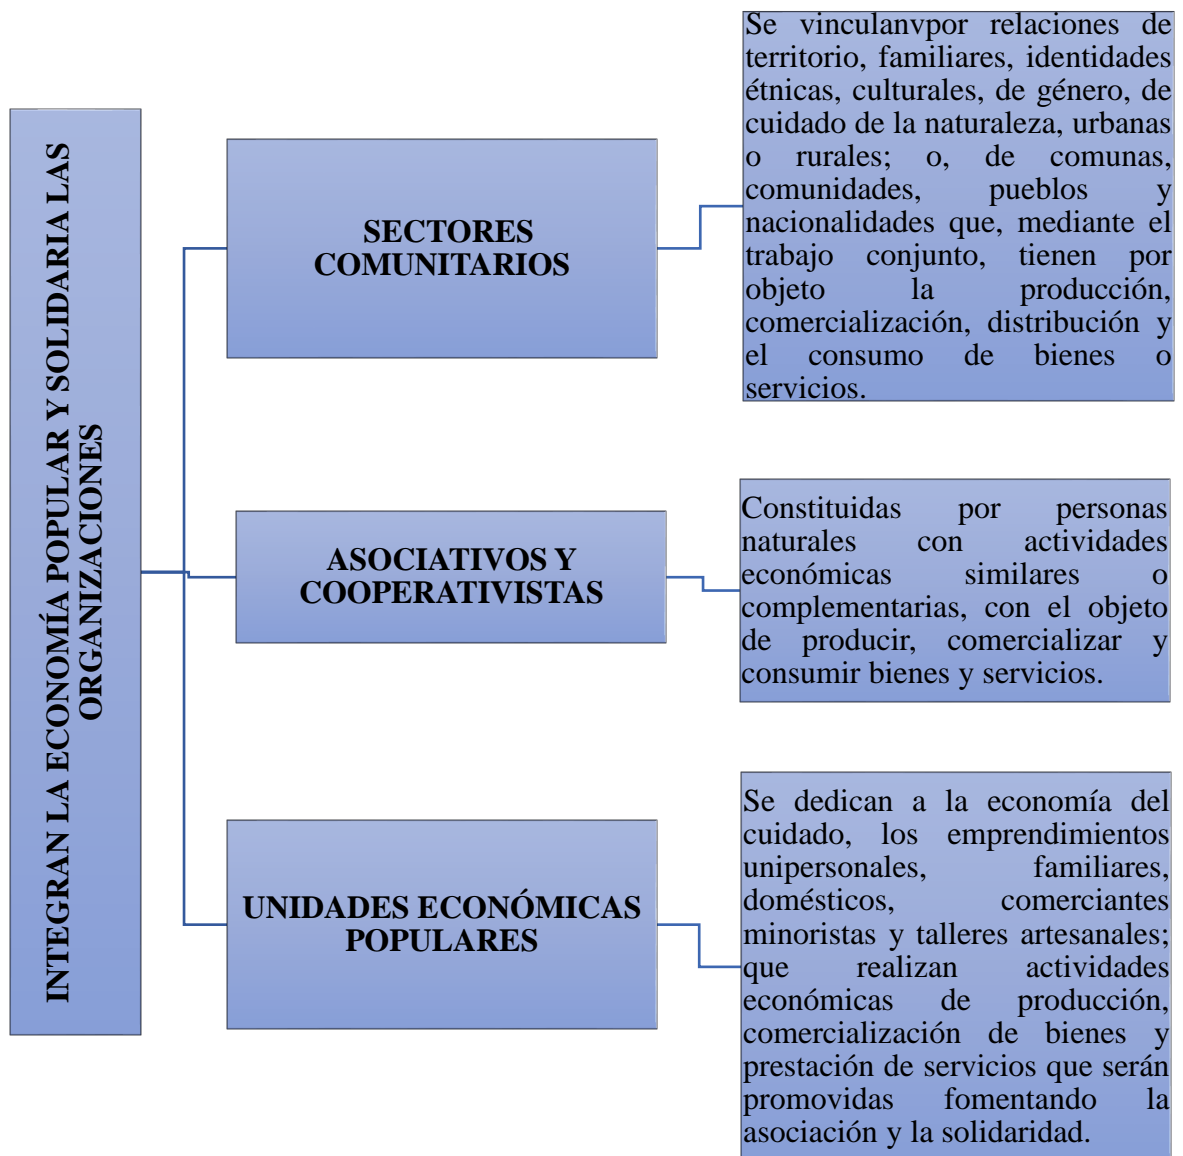 INTEGRAN LA ECONOMÍA POPULAR Y SOLIDARIA LAS
ORGANIZACIONES
SECTORES
COMUNITARIOS
Se vinculanvpor relaciones de
territorio, familiares, identidades
étnicas, culturales, de género, de
cuidado de la naturaleza, urbanas
o rurales; o, de comunas,
comunidades, pueblos y
nacionalidades que, mediante el
trabajo conjunto, tienen por
objeto la producción,
comercialización, distribución y
el consumo de bienes o
servicios.
ASOCIATIVOS Y
COOPERATIVISTAS
Constituidas por personas
naturales con actividades
económicas similares o
complementarias, con el objeto
de producir, comercializar y
consumir bienes y servicios.
UNIDADES ECONÓMICAS
POPULARES
Se dedican a la economía del
cuidado, los emprendimientos
unipersonales, familiares,
domésticos, comerciantes
minoristas y talleres artesanales;
que realizan actividades
económicas de producción,
comercialización de bienes y
prestación de servicios que serán
promovidas fomentando la
asociación y la solidaridad.